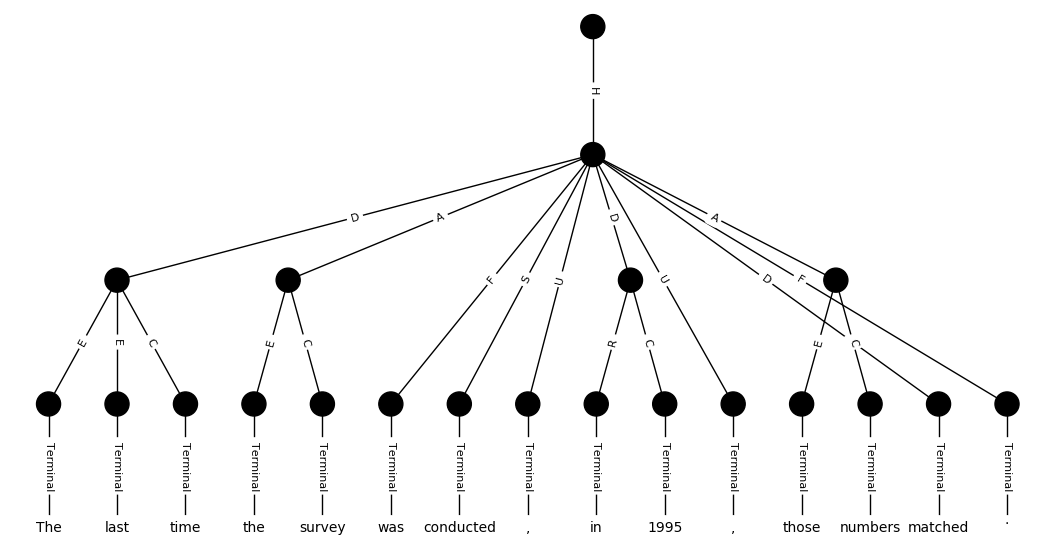 H
D A F S U D U D F A
E E C E C R C E C
Terminal Terminal Terminal Terminal Terminal Terminal Terminal Terminal Terminal Terminal Terminal Terminal Terminal Terminal Terminal
The last time the survey was conducted , in 1995 , those numbers matched .